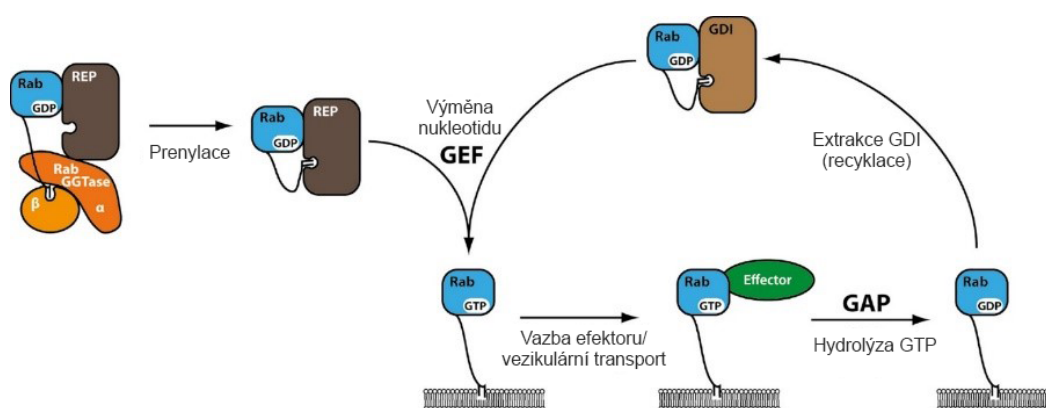 Rab
GDP
REP
Rab
GGTase
β
α
Prenylace
Rab
GDP
REP
Výměna
nukleotidu
GEF
Rab
GDP
GDI
Extrakce GDI
(recyklace)
Rab
GTP
Vazba efektoru/
vezikulární transport
Rab
GTP
Effector
GAP
Hydrolýza GTP
Rab
GDP